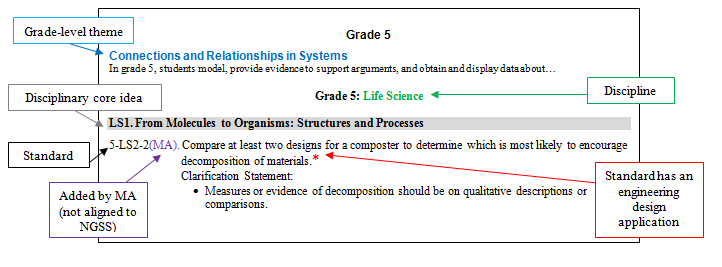 Grade 5
Grade-level theme
Connections and Relationships in Systems
In grade 5, students model, provide evidence to support arguments, and obtain and display data about…
Disciplinary core idea
Grade 5: Life Science
Discipline
LS1. From Molecules to Organisms: Structures and Processes
Standard
5-LS2-2(MA). Compare at least two designs for a composter to determine which is most likely to encourage
decomposition of materials.*
Clarification Statement:
• Measures or evidence of decomposition should be on qualitative descriptions or
comparisons.
Added by MA
(not aligned to
NGSS)
Standard has an
engineering
design
application